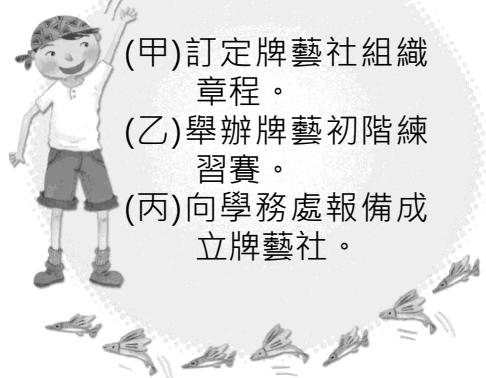 (甲)訂定牌藝社組織
章程。
(乙)舉辦牌藝初階練
習賽。
(丙)向學務處報備成
立牌藝社。